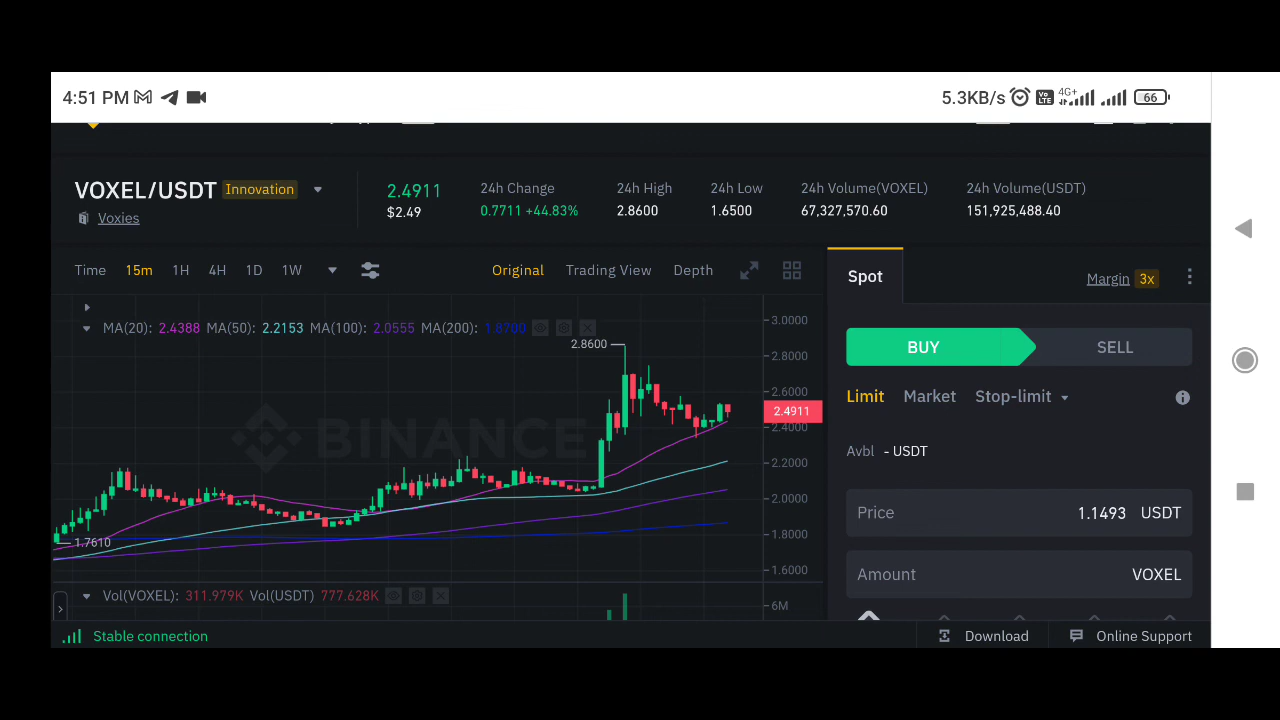 4:51 PM 5.3KB/s Vo LTE 4G+ 66
VOXEL/USDT Innovation
Voxies
2.4911
$2.49
24h Change
0.7711 +44.83%
24h High
2.8600
24h Low
1.6500
24h Volume(VOXEL)
67,327,570.60
24h Volume(USDT)
151,925,488.40
Time 15m 1H 4H 1D 1W Original Trading View Depth
MA(20): 2.4388 MA(50): 2.2153 MA(100): 2.0555 MA(200): 1.8700
2.8600
1.7610
BINANCE
3.0000
2.8000
2.6000
2.4911
2.4000
2.2000
2.0000
1.8000
1.6000
Vol(VOXEL): 311.979K Vol(USDT) 777.628K
6M
Spot
Margin 3x
BUY SELL
Limit Market Stop-limit
Avbl - USDT
Price 1.1493 USDT
Amount VOXEL
Stable connection
Download Online Support